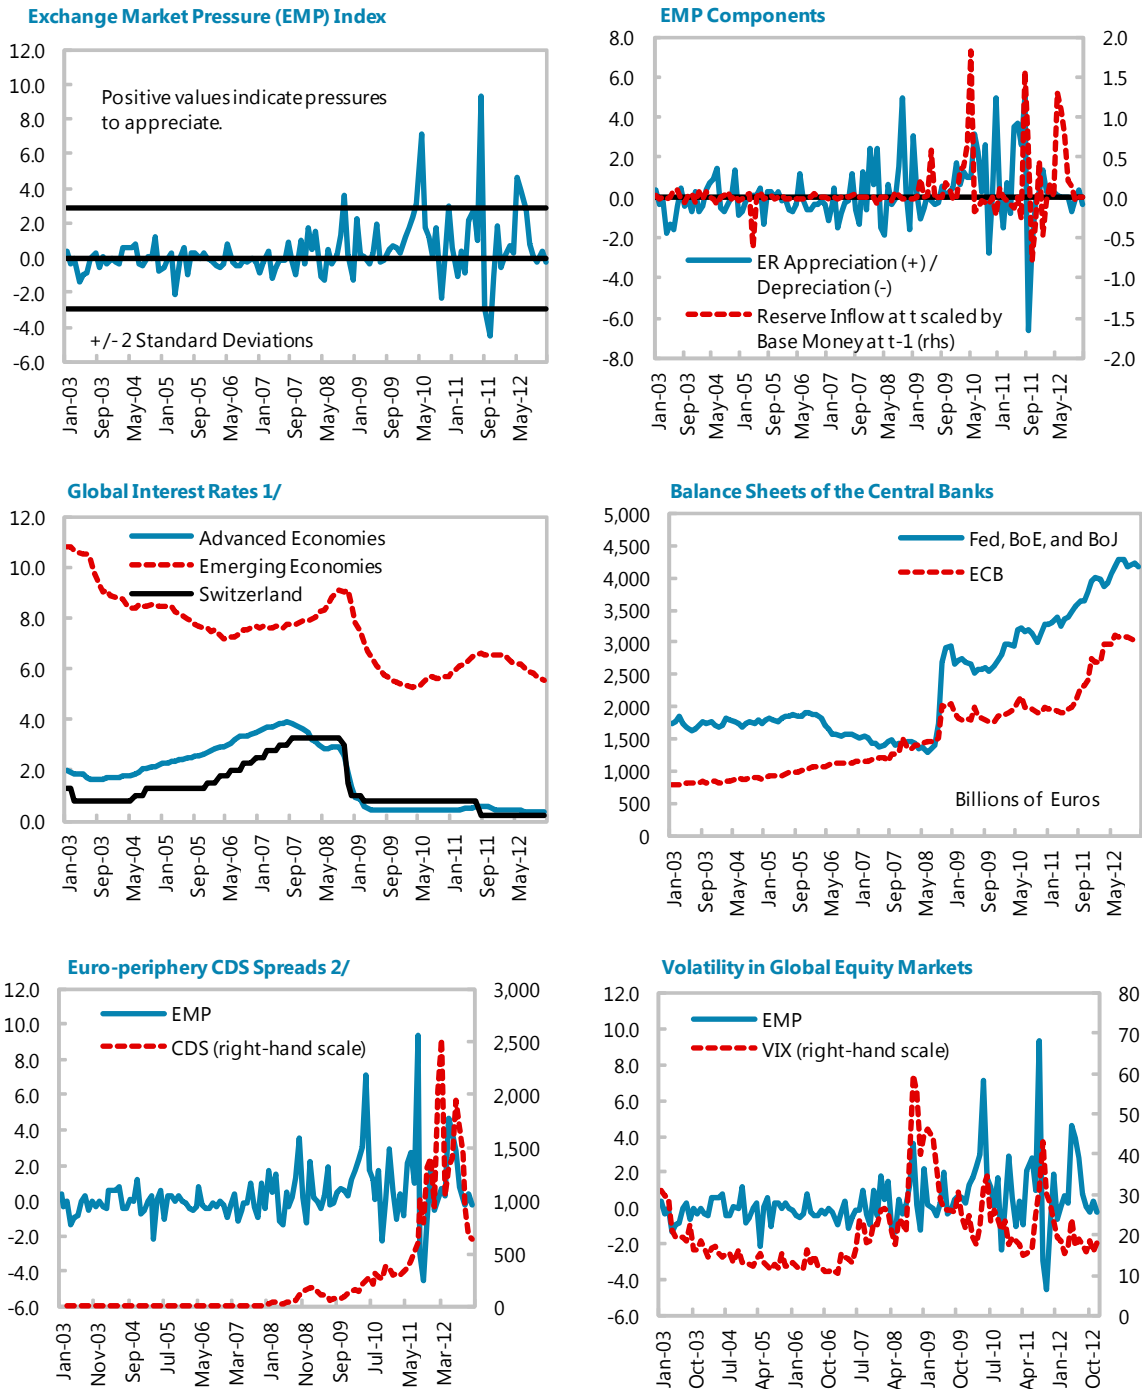 Exchange Market Pressure (EMP) Index
12.0
10.0
8.0
6.0
4.0
2.0
0.0
-2.0
-4.0
-6.0
Positive values indicate pressures
to appreciate.
+/- 2 Standard Deviations
Jan-03
Sep-03
May-04
Jan-05
Sep-05
May-06
Jan-07
Sep-07
May-08
Jan-09
Sep-09
May-10
Jan-11
Sep-11
May-12
EMP Components
8.0
6.0
4.0
2.0
0.0
-2.0
-4.0
-6.0
-8.0
2.0
1.5
1.0
0.5
0.0
-0.5
-1.0
-1.5
-2.0
ER Appreciation (+) /
Depreciation (-)
Reserve Inflow at t scaled by
Base Money at t-1 (rhs)
Jan-03
Sep-03
May-04
Jan-05
Sep-05
May-06
Jan-07
Sep-07
May-08
Jan-09
Sep-09
May-10
Jan-11
Sep-11
May-12
Global Interest Rates 1/
12.0
10.0
8.0
6.0
4.0
2.0
0.0
Advanced Economies
Emerging Economies
Switzerland
Jan-03
Sep-03
May-04
Jan-05
Sep-05
May-06
Jan-07
Sep-07
May-08
Jan-09
Sep-09
May-10
Jan-11
Sep-11
May-12
Balance Sheets of the Central Banks
5,000
4,500
4,000
3,500
3,000
2,500
2,000
1,500
1,000
500
0
Fed, BoE, and BoJ
ECB
Billions of Euros
Jan-03
Sep-03
May-04
Jan-05
Sep-05
May-06
Jan-07
Sep-07
May-08
Jan-09
Sep-09
May-10
Jan-11
Sep-11
May-12
Euro-periphery CDS Spreads 2/
12.0
10.0
8.0
6.0
4.0
2.0
0.0
-2.0
-4.0
-6.0
3,000
2,500
2,000
1,500
1,000
500
0
EMP
CDS (right-hand scale)
Jan-03
Nov-03
Sep-04
Jul-05
May-06
Mar-07
Jan-08
Nov-08
Sep-09
Jul-10
May-11
Mar-12
Volatility in Global Equity Markets
12.0
10.0
8.0
6.0
4.0
2.0
0.0
-2.0
-4.0
-6.0
80
70
60
50
40
30
20
10
0
EMP
VIX (right-hand scale)
Jan-03
Oct-03
Jul-04
Apr-05
Jan-06
Oct-06
Jul-07
Apr-08
Jan-09
Oct-09
Jul-10
Apr-11
Jan-12
Oct-12